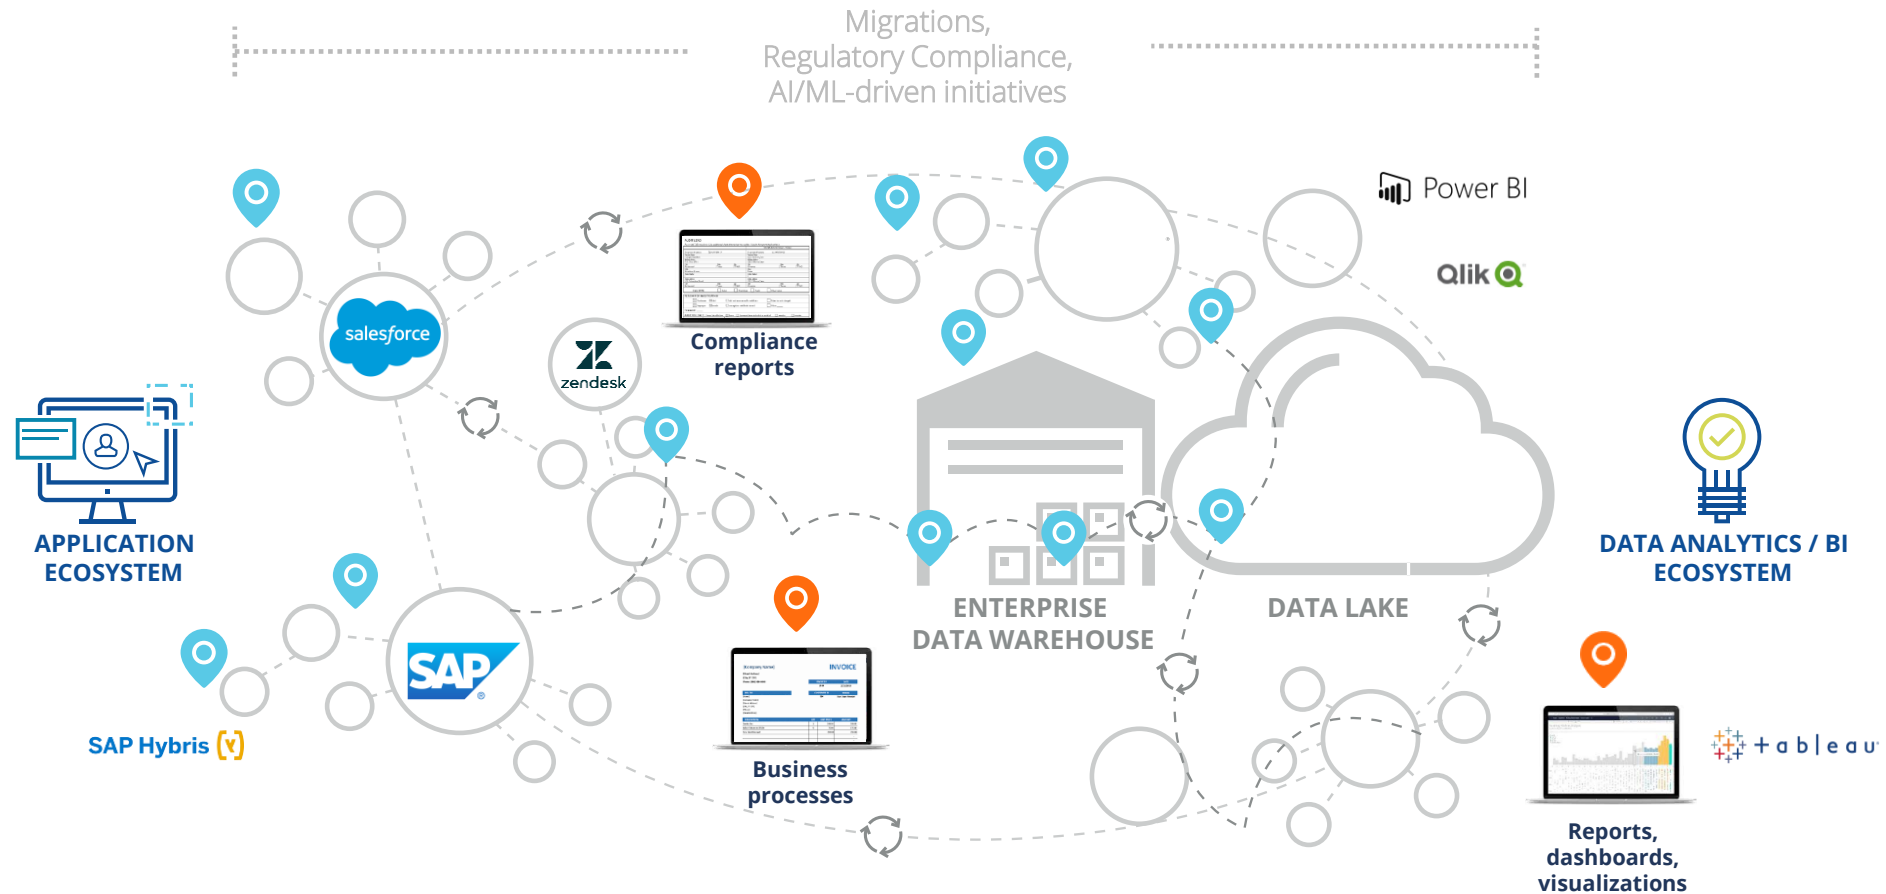 Migrations,
Regulatory Compliance,
AI/ML-driven initiatives
Power BI
Qlik
salesforce
zendesk
Compliance
reports
APPLICATION
ECOSYSTEM
DATA ANALYTICS / BI
ECOSYSTEM
ENTERPRISE
DATA WAREHOUSE
DATA LAKE
SAP
®
SAP Hybris
INVOICE
Business
processes
+ a b l e a u
Reports,
dashboards,
visualizations